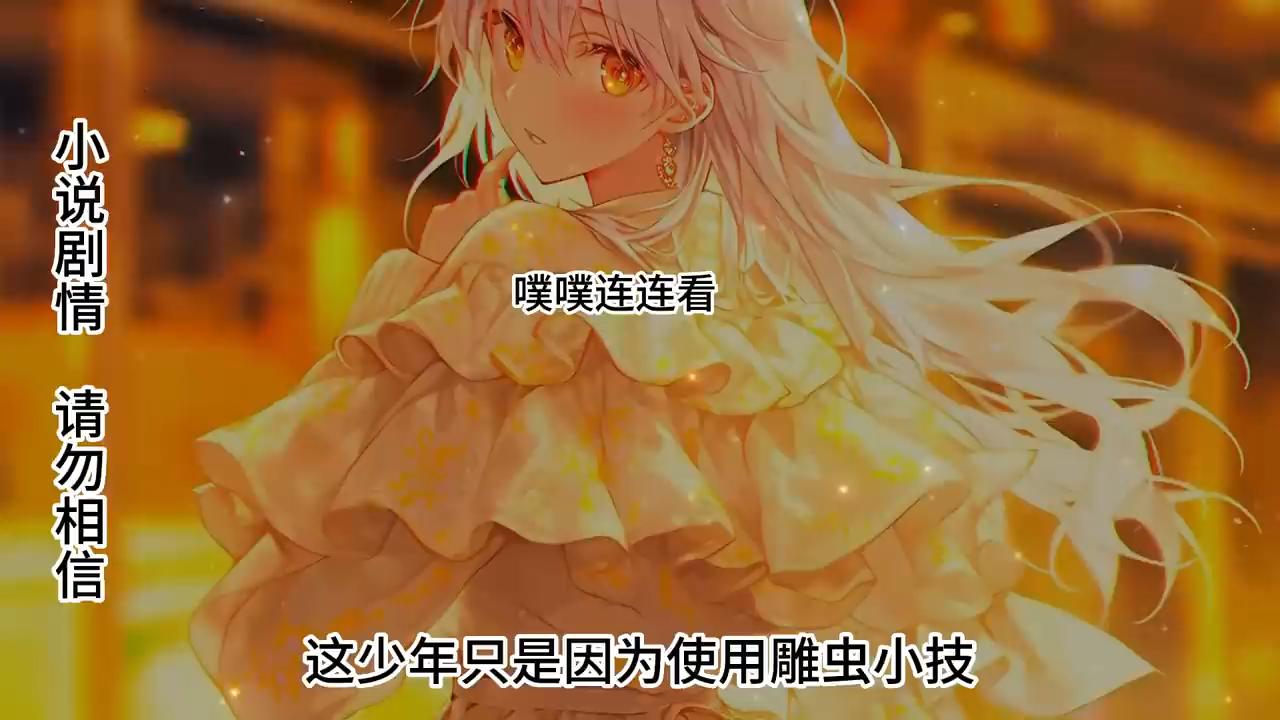 小说剧情 请勿相信
噗噗连连看
这少年只是因为使用雕虫小技